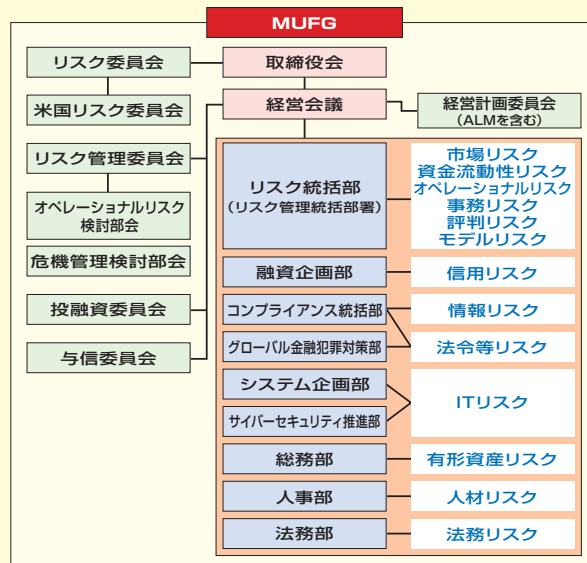 MUFG
リスク委員会
米国リスク委員会
リスク管理委員会
オペレーショナルリスク
検討部会
危機管理検討部会
投融資委員会
与信委員会
取締役会
経営会議
経営計画委員会
(ALMを含む)
リスク統括部
(リスク管理統括部署)
市場リスク
資金流動性リスク
オペレーショナルリスク
事務リスク
評判リスク
モデルリスク
融資企画部
信用リスク
コンプライアンス統括部
情報リスク
グローバル金融犯罪対策部
法令等リスク
システム企画部
サイバーセキュリティ推進部
ITリスク
総務部
有形資産リスク
人事部
人材リスク
法務部
法務リスク